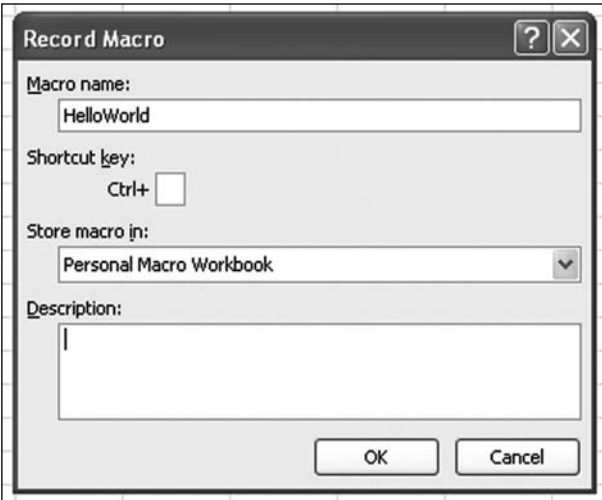 Record Macro
Macro name:
HelloWorld
Shortcut key:
Ctrl+
Store macro in:
Personal Macro Workbook
Description:
OK Cancel